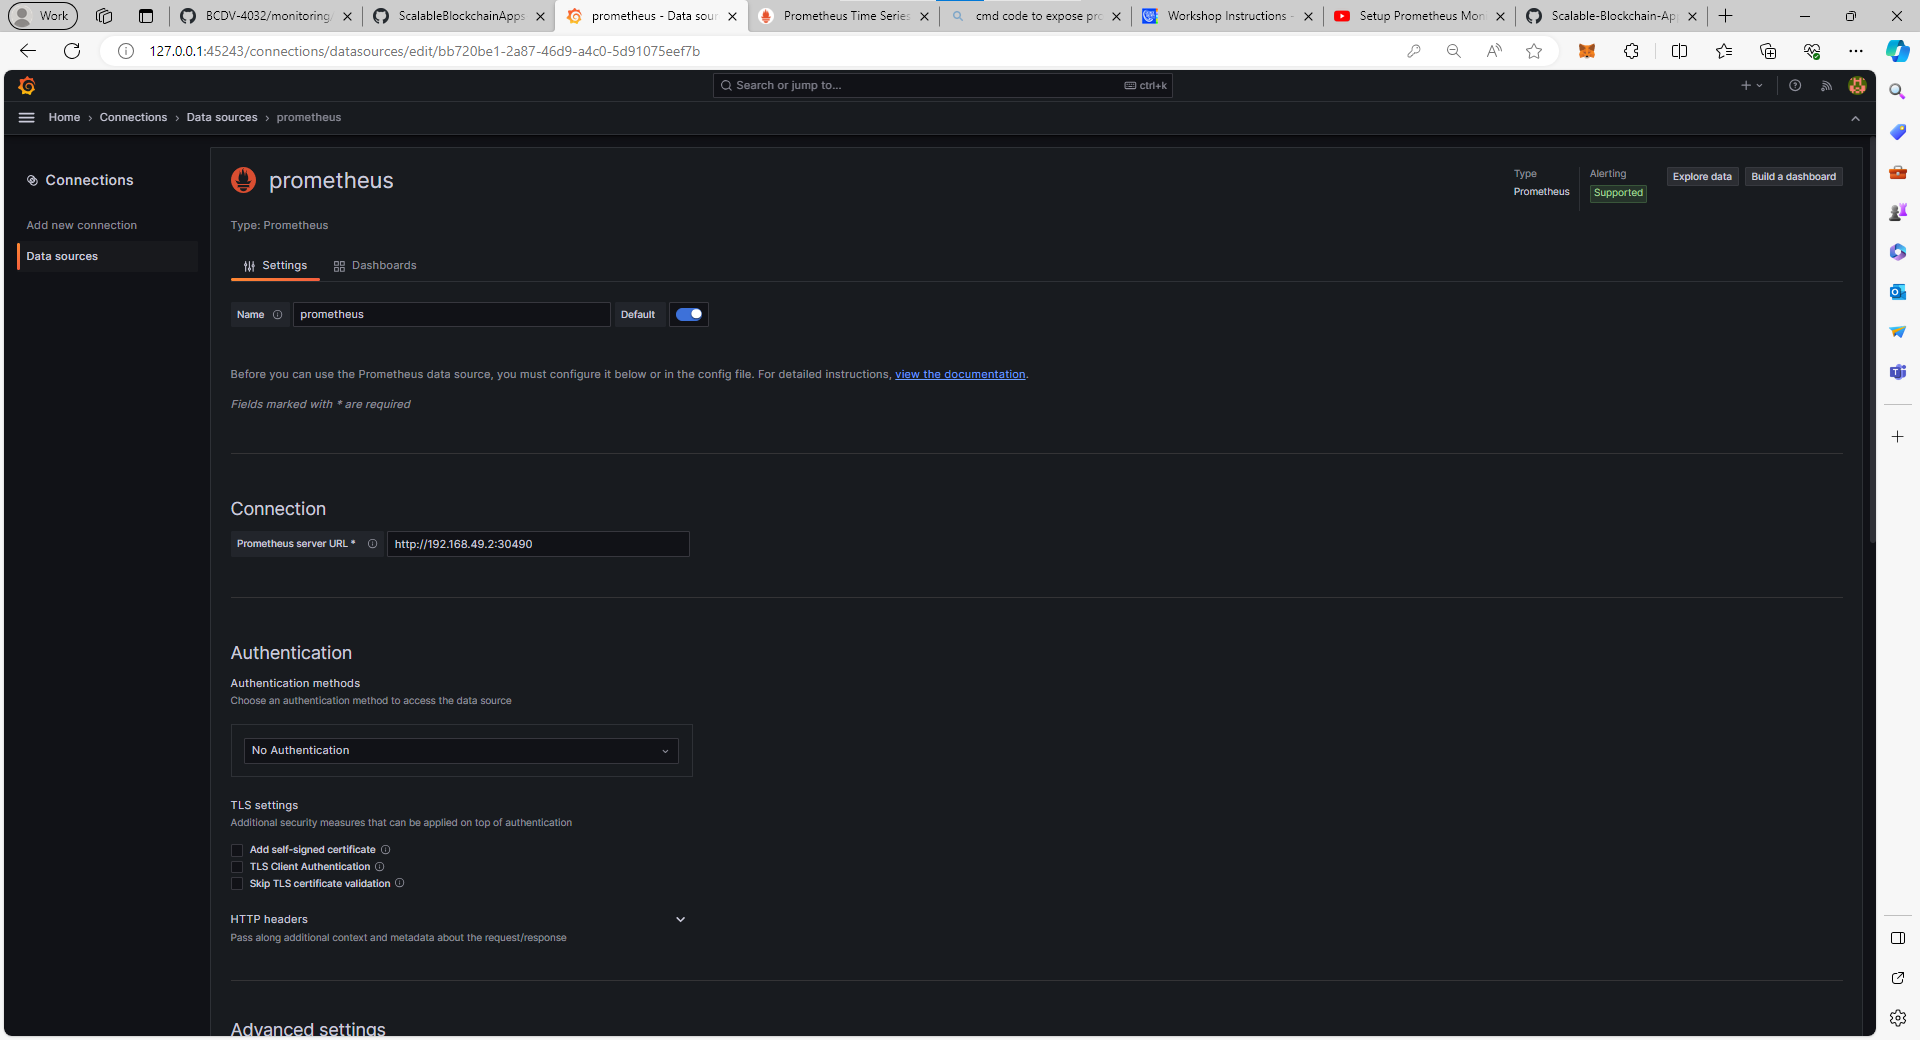 Work
BCDV-4032/monitoring/
ScalableBlockchainApps
prometheus - Data sour
Prometheus Time Series
cmd code to expose pro
Workshop Instructions -
Setup Prometheus Moni
Scalable-Blockchain-Ap
127.0.0.1:45243/connections/datasources/edit/bb720be1-2a87-46d9-a4c0-5d91075eef7b
Search or jump to...
ctrl+k
Home › Connections › Data sources › prometheus
Connections
Add new connection
Data sources
prometheus
Type: Prometheus
Type
Prometheus
Alerting
Supported
Explore data
Build a dashboard
Settings
Dashboards
Name
prometheus
Default
Before you can use the Prometheus data source, you must configure it below or in the config file. For detailed instructions, view the documentation.
Fields marked with * are required
Connection
Prometheus server URL *
http://192.168.49.2:30490
Authentication
Authentication methods
Choose an authentication method to access the data source
No Authentication
TLS settings
Additional security measures that can be applied on top of authentication
Add self-signed certificate
TLS Client Authentication
Skip TLS certificate validation
HTTP headers
Pass along additional context and metadata about the request/response
Advanced settings